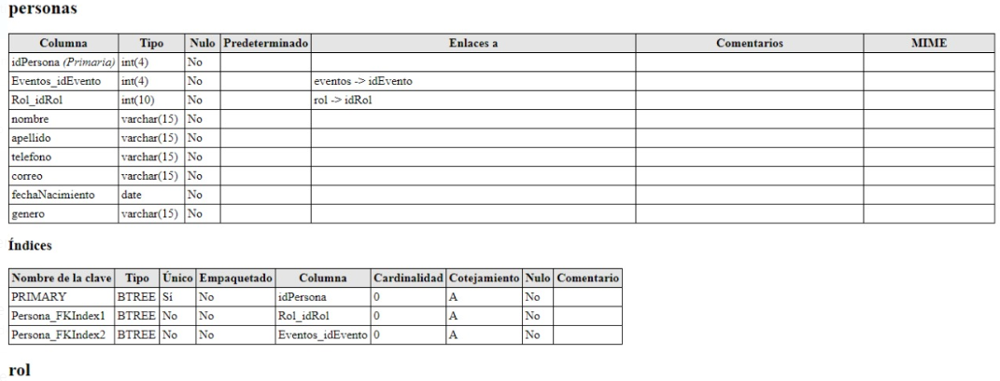 personas
Columna Tipo Nulo Predeterminado Enlaces a Comentarios MIME
idPersona (Primaria) int(4) No
Eventos_idEvento int(4) No eventos -> idEvento
Rol_idRol int(10) No rol -> idRol
nombre varchar(15) No
apellido varchar(15) No
telefono varchar(15) No
correo varchar(15) No
fechaNacimiento date No
genero varchar(15) No
Índices
Nombre de la clave Tipo Único Empaquetado Columna Cardinalidad Cotejamiento Nulo Comentario
PRIMARY BTREE Sí No idPersona 0 A No
Persona_FKIndex1 BTREE No No Rol_idRol 0 A No
Persona_FKIndex2 BTREE No No Eventos_idEvento 0 A No
rol